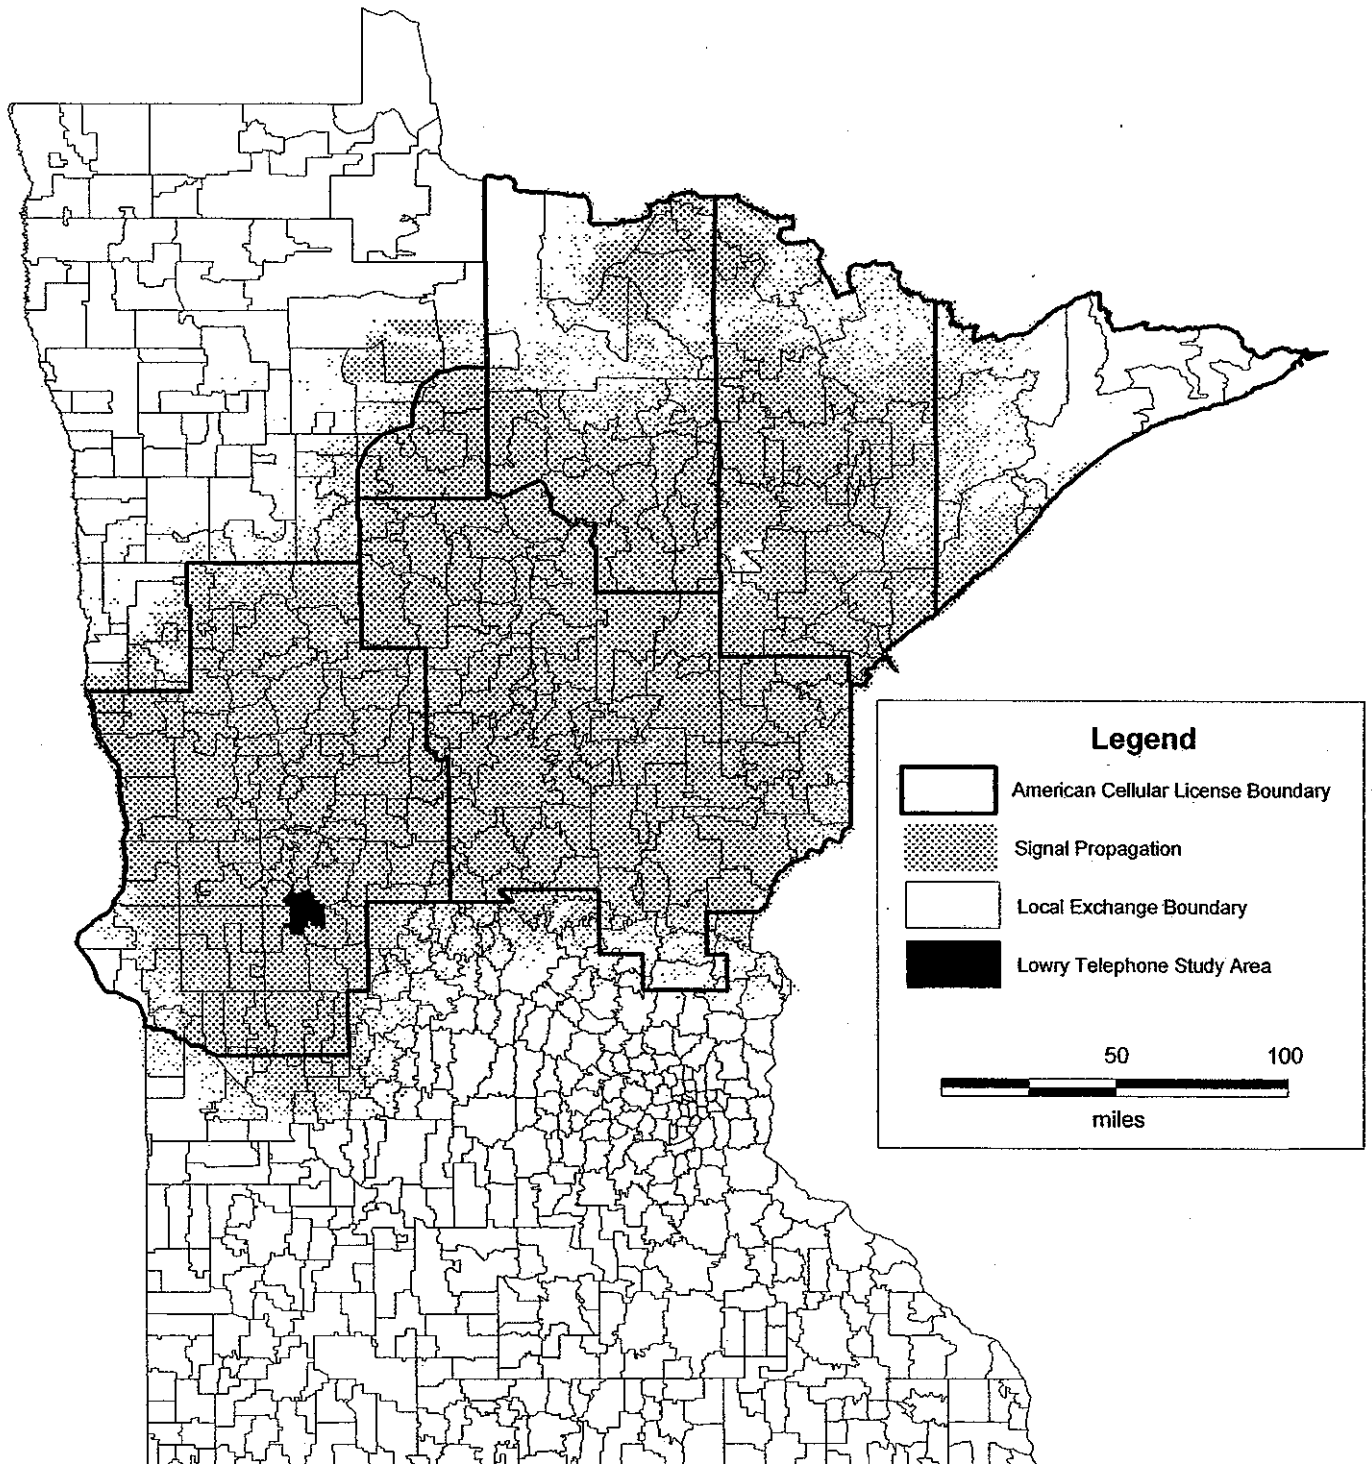 Legend
American Cellular License Boundary
Signal Propagation
Local Exchange Boundary
Lowry Telephone Study Area
50 100
miles